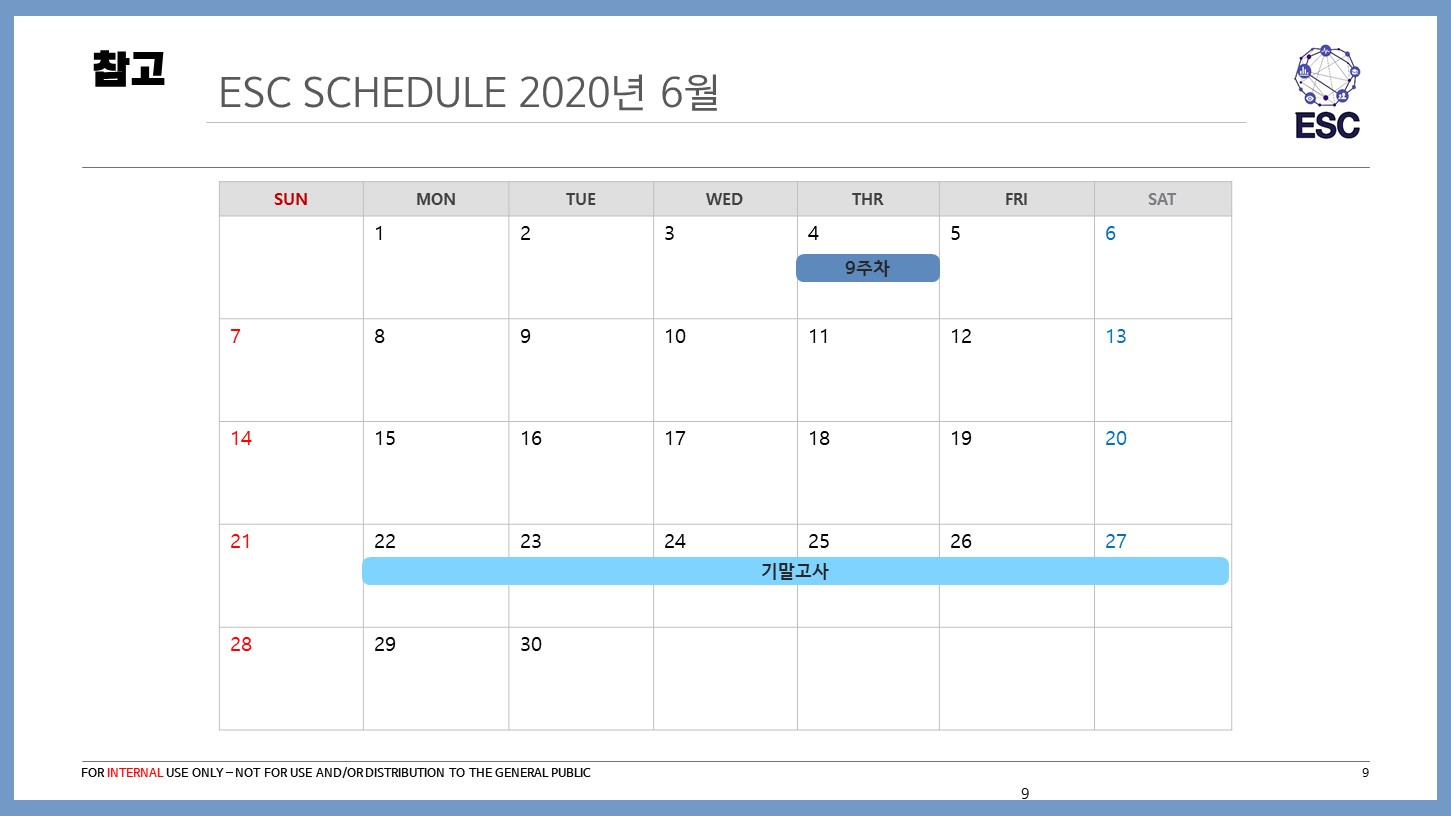 참고
ESC SCHEDULE 2020년 6월
ESC
SUN MON TUE WED THR FRI SAT
1 2 3 4 5 6
9주차
7 8 9 10 11 12 13
14 15 16 17 18 19 20
21 22 23 24 25 26 27
기말고사
28 29 30
FOR INTERNAL USE ONLY – NOT FOR USE AND/OR DISTRIBUTION TO THE GENERAL PUBLIC 9
9